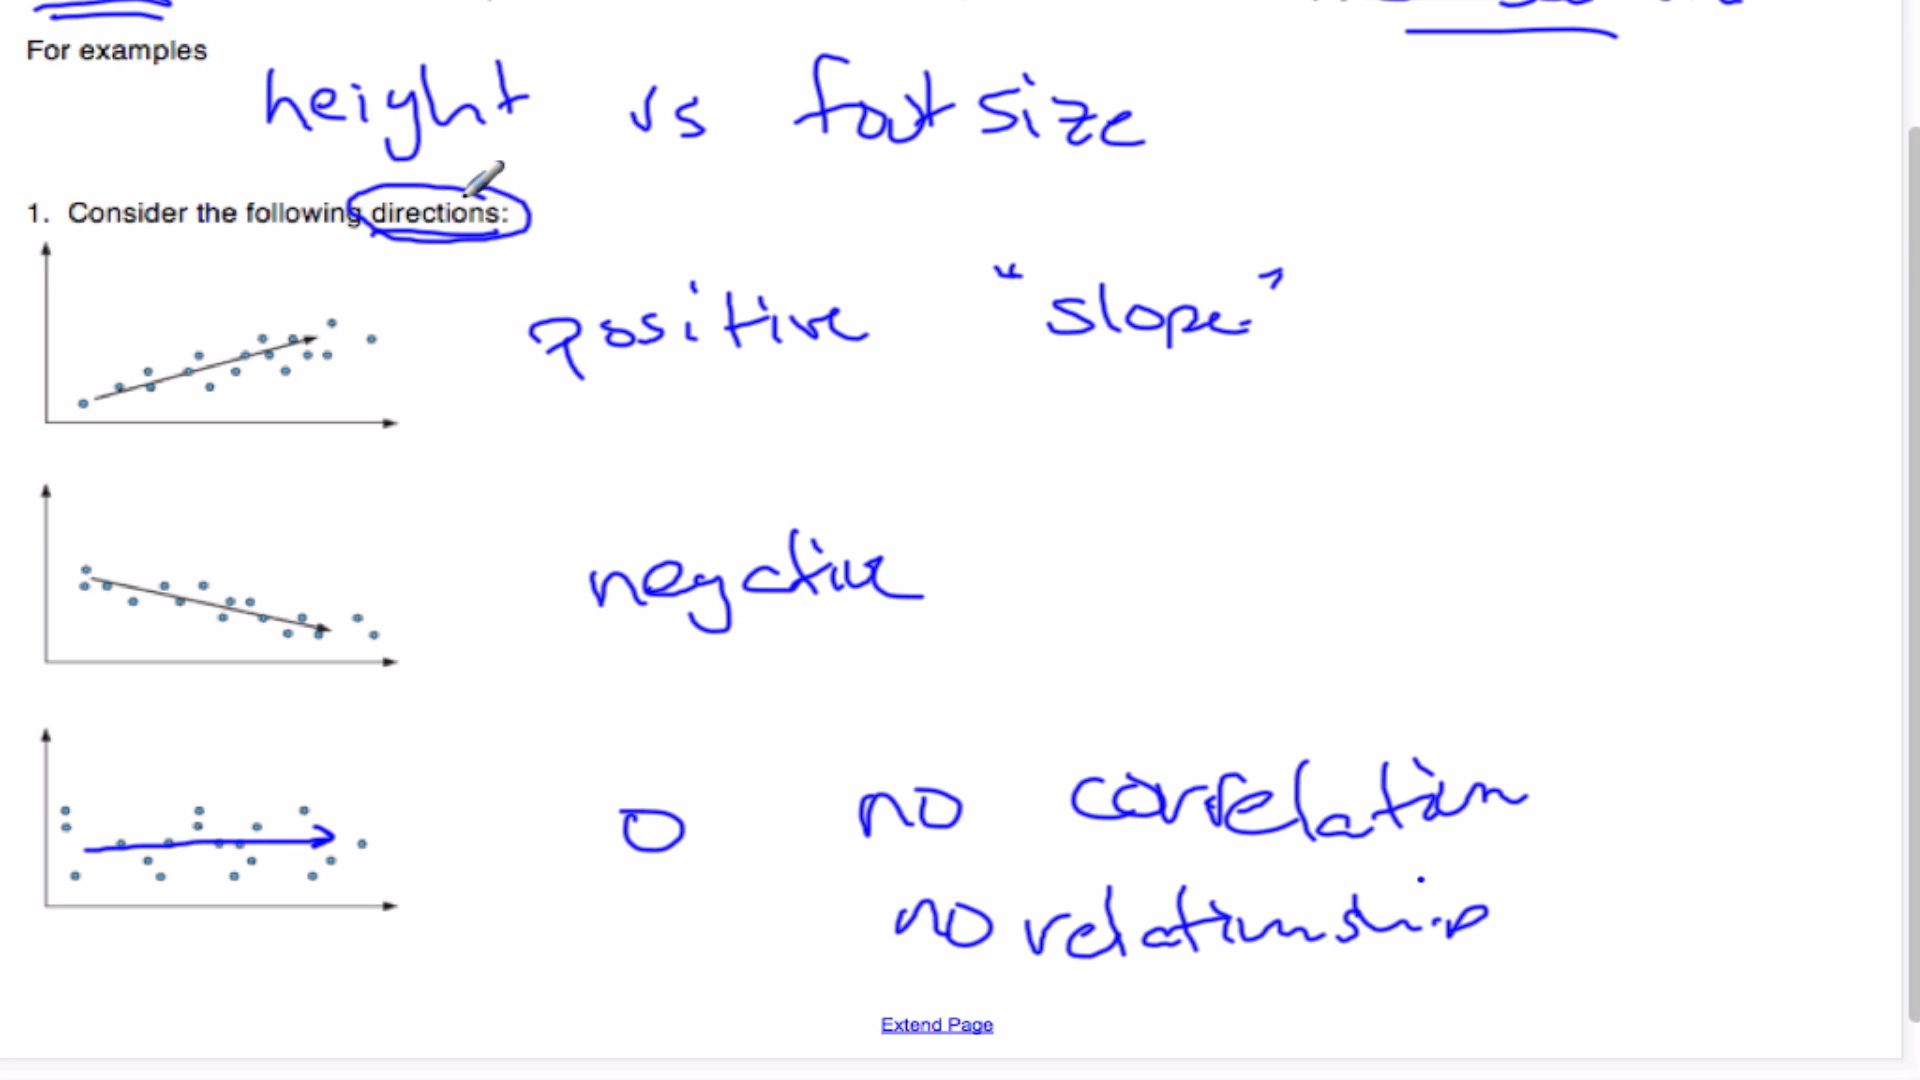 For examples
height vs foot size
1. Consider the following directions:
positive "slope"
negative
0 no correlation
no relationship
Extend Page